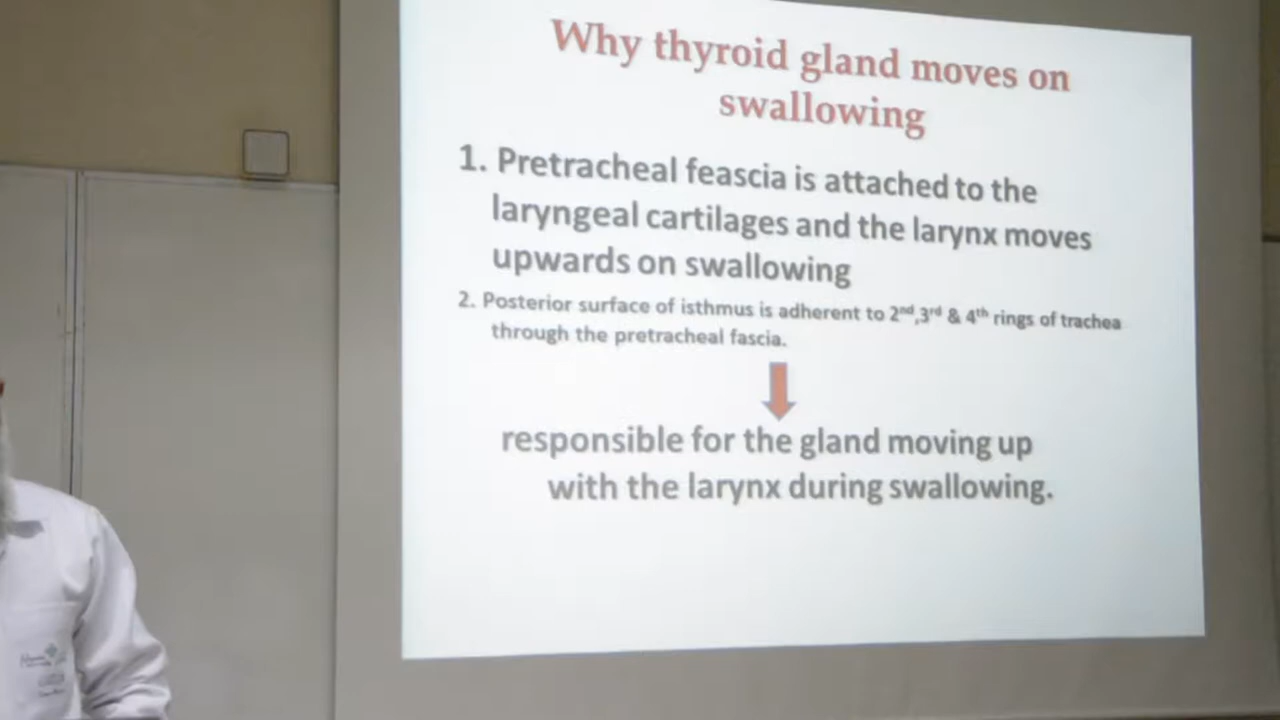 Why thyroid gland moves on
swallowing
1. Pretracheal feascia is attached to the
laryngeal cartilages and the larynx moves
upwards on swallowing
2. Posterior surface of isthmus is adherent to 2nd,3rd & 4th rings of trachea
through the pretracheal fascia.
responsible for the gland moving up
with the larynx during swallowing.